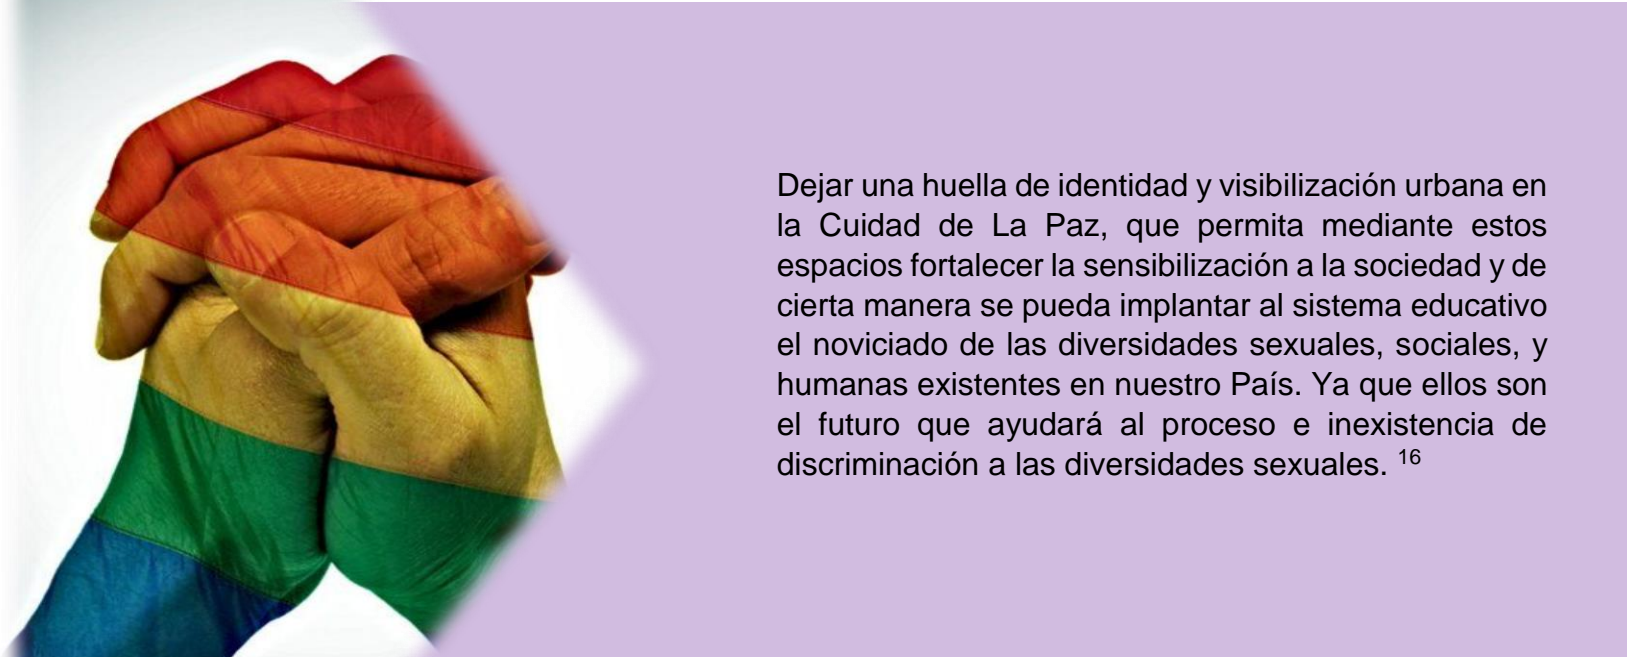 Dejar una huella de identidad y visibilización urbana en
la Cuidad de La Paz, que permita mediante estos
espacios fortalecer la sensibilización a la sociedad y de
cierta manera se pueda implantar al sistema educativo
el noviciado de las diversidades sexuales, sociales, y
humanas existentes en nuestro País. Ya que ellos son
el futuro que ayudará al proceso e inexistencia de
discriminación a las diversidades sexuales. 16